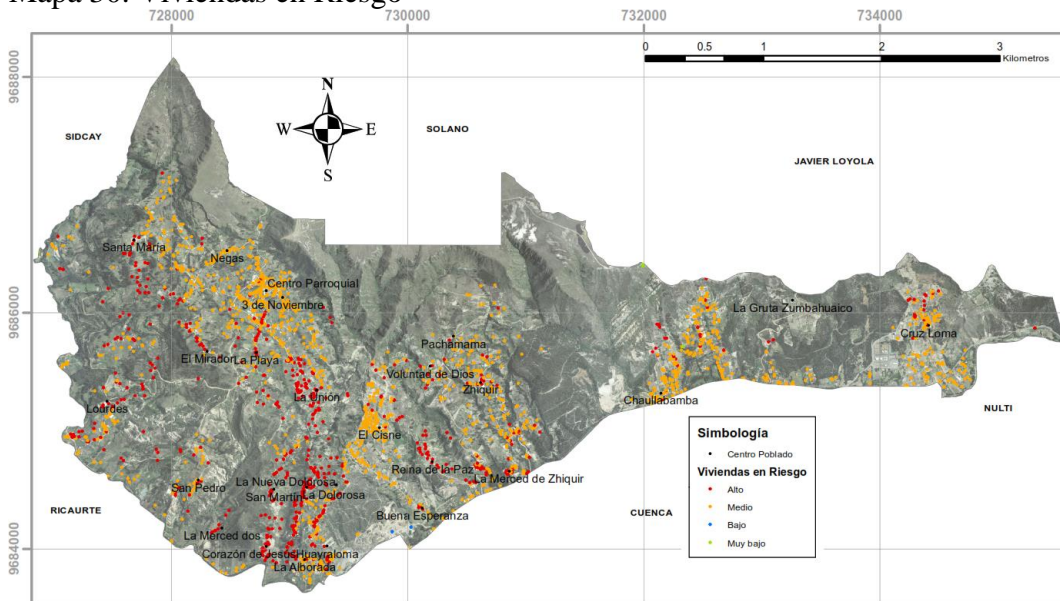 Mapa 30: Viviendas en Riesgo
728000 730000 732000 734000
0 0.5 1 2 3
Kilometros
9688000
N
W E
S
SIDCAY
SOLANO
JAVIER LOYOLA
Santa María
Negas
Centro Parroquial
3 de Noviembre
La Gruta Zumbahuaico
9686000
Cruz Loma
Pachamama
El Mirador
La Playa
Voluntad de Dios
Zhiquir
La Unión
Chaullabamba
Lourdes
NULTI
El Cisne
Simbología
Centro Poblado
Viviendas en Riesgo
Alto
Medio
Bajo
Muy bajo
Reina de la Paz
La Merced de Zhiquir
La Nueva Dolorosa
San Pedro
San Martín
La Dolorosa
RICAURTE
Buena Esperanza
CUENCA
La Merced dos
9684000
Corazón de Jesús
Huayraloma
La Alborada